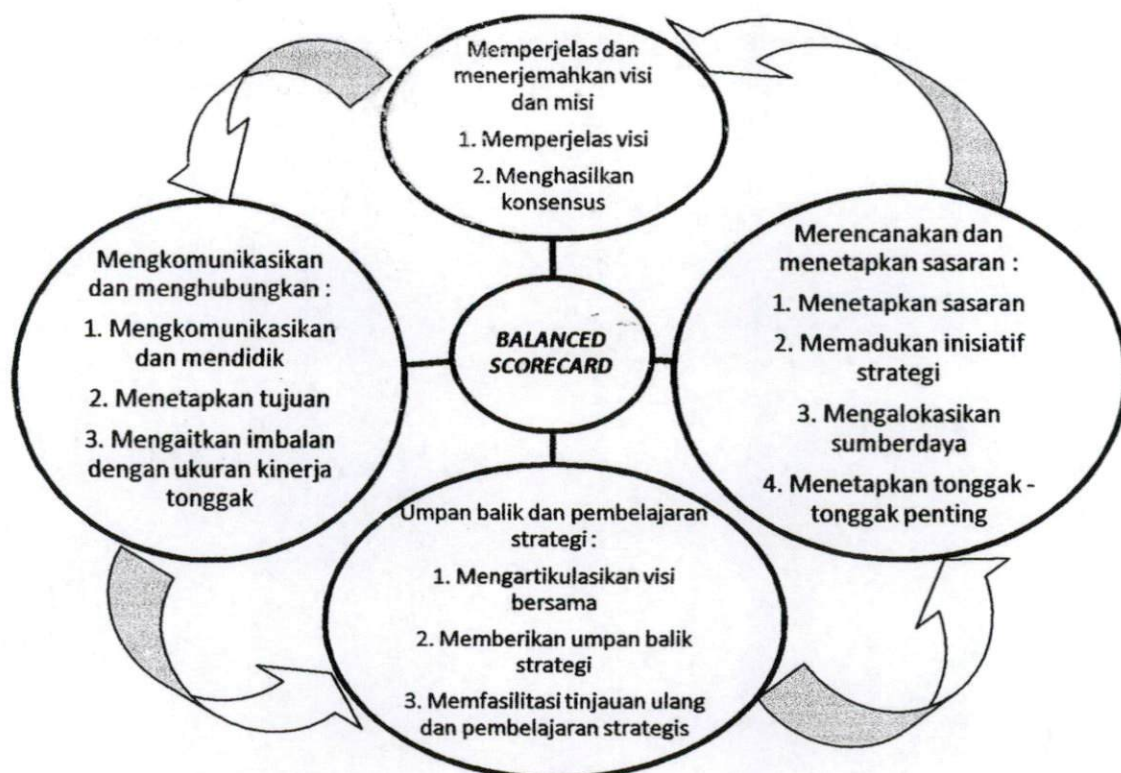 Memperjelas dan
menerjemahkan visi
dan misi
1. Memperjelas visi
2. Menghasilkan
konsensus
Mengkomunikasikan
dan menghubungkan :
1. Mengkomunikasikan
dan mendidik
2. Menetapkan tujuan
3. Mengaitkan imbalan
dengan ukuran kinerja
tonggak
BALANCED
SCORECARD
Merencanakan dan
menetapkan sasaran :
1. Menetapkan sasaran
2. Memadukan inisiatif
strategi
3. Mengalokasikan
sumberdaya
4. Menetapkan tonggak -
tonggak penting
Umpan balik dan pembelajaran
strategi :
1. Mengartikulasikan visi
bersama
2. Memberikan umpan balik
strategi
3. Memfasilitasi tinjauan ulang
dan pembelajaran strategis